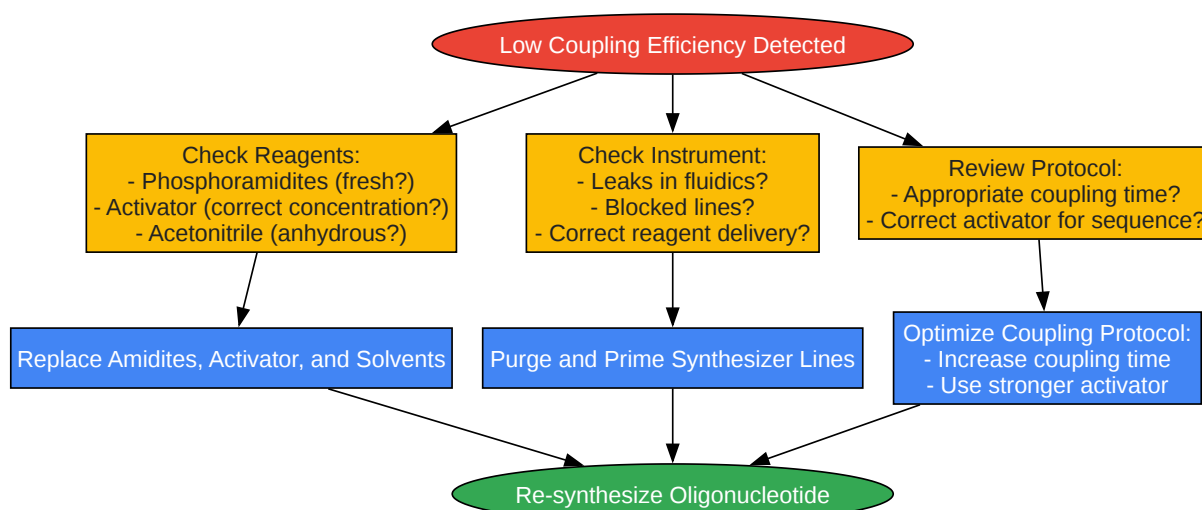 Low Coupling Efficiency Detected
Check Reagents:
- Phosphoramidites (fresh?)
- Activator (correct concentration?)
- Acetonitrile (anhydrous?)
Check Instrument:
- Leaks in fluidics?
- Blocked lines?
- Correct reagent delivery?
Review Protocol:
- Appropriate coupling time?
- Correct activator for sequence?
Replace Amidites, Activator, and Solvents
Purge and Prime Synthesizer Lines
Optimize Coupling Protocol:
- Increase coupling time
- Use stronger activator
Re-synthesize Oligonucleotide